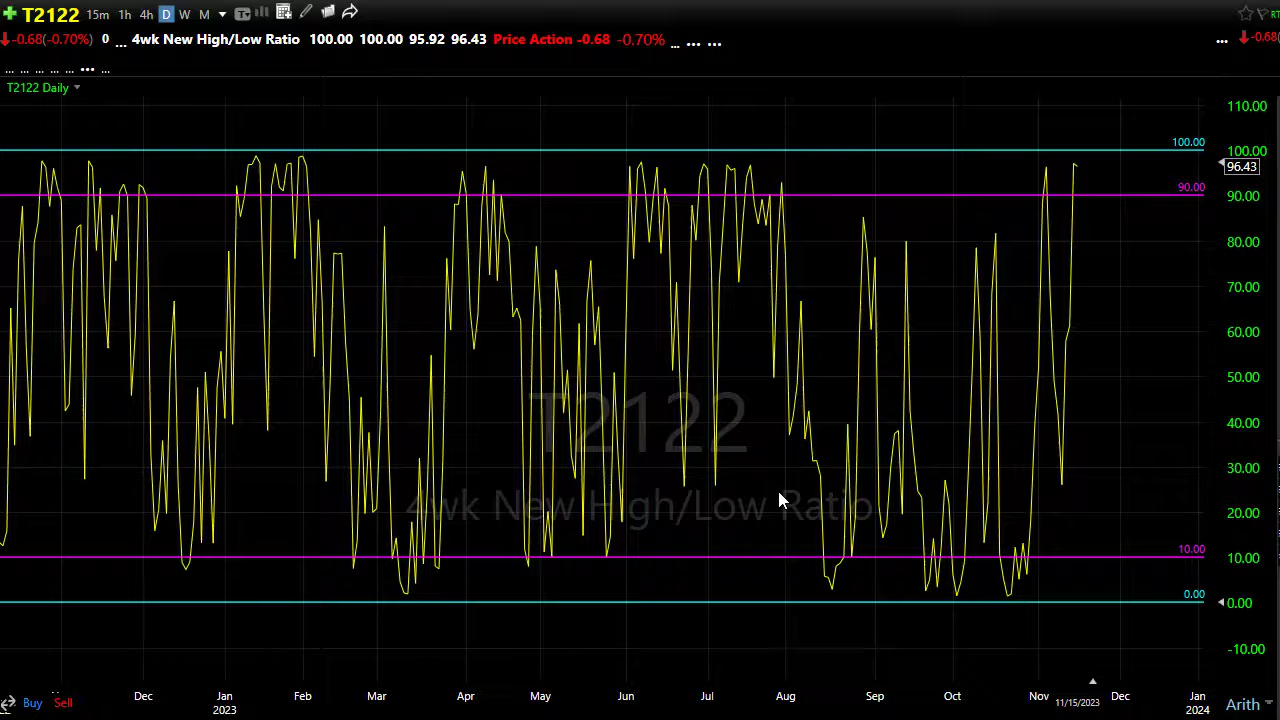 T2122 15m 1h 4h D W M RT
-0.68(-0.70%) 0 ... 4wk New High/Low Ratio 100.00 100.00 95.92 96.43 Price Action -0.68 -0.70% ... ... ... ... -0.68(
... ... ... ... ... ... ...
T2122 Daily
110.00
100.00 100.00
96.43
90.00 90.00
80.00
70.00
60.00
50.00
40.00
30.00
20.00
10.00 10.00
0.00 0.00
-10.00
T2122
4wk New High/Low Ratio
Dec Jan Feb Mar Apr May Jun Jul Aug Sep Oct Nov Dec Jan
Buy Sell 2023 11/15/2023 2024 Arith